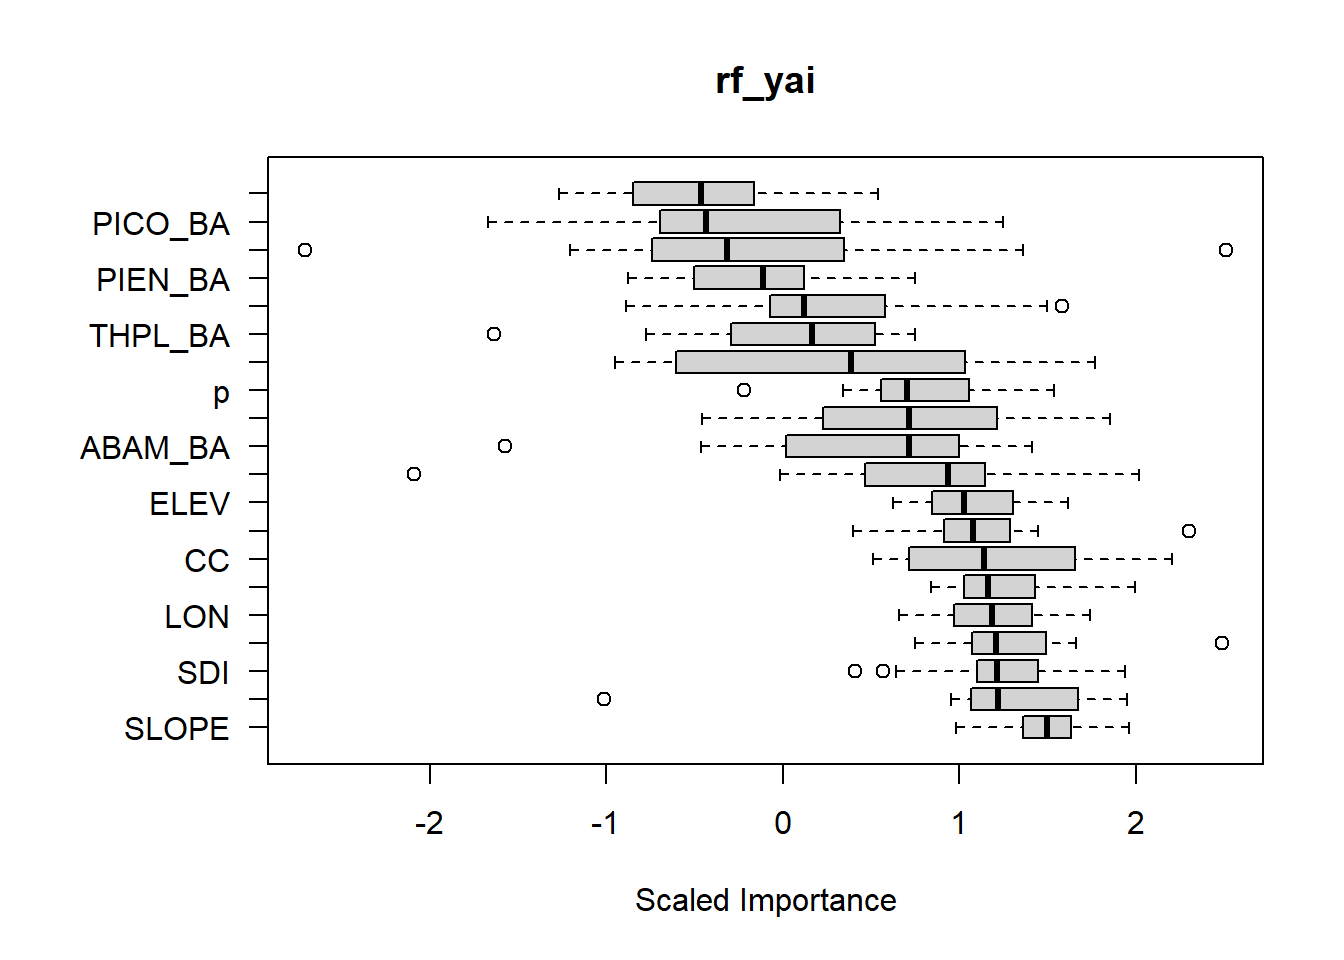 rf_yai
PICO_BA
PIEN_BA
THPL_BA
p
ABAM_BA
ELEV
CC
LON
SDI
SLOPE
-2 -1 0 1 2
Scaled Importance